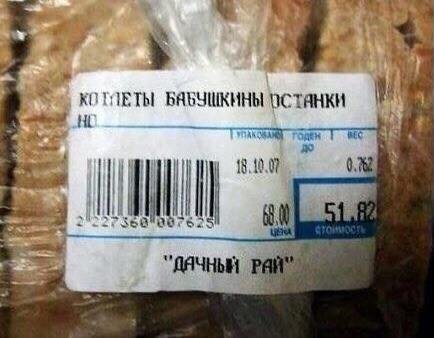 КОТЛЕТЫ БАБУШКИНЫ ОСТАНКИ
НО
УПАКОВАНО ГОДЕН ДО ВЕС
18.10.07 0.762
68.00 51.82
ЦЕНА СТОИМОСТЬ
2 227360 007625
"ДАЧНЫЙ РАЙ"